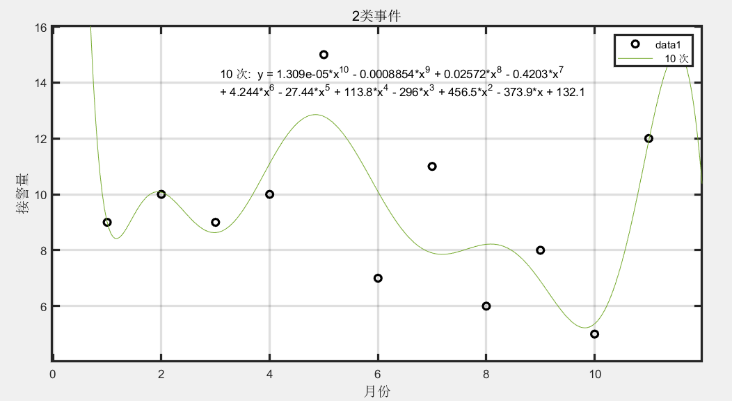 2类事件
data1
10 次
10 次: y = 1.309e-05*x^10 - 0.0008854*x^9 + 0.02572*x^8 - 0.4203*x^7
+ 4.244*x^6 - 27.44*x^5 + 113.8*x^4 - 296*x^3 + 456.5*x^2 - 373.9*x + 132.1
接警量
16
14
12
10
8
6
0 2 4 6 8 10
月份